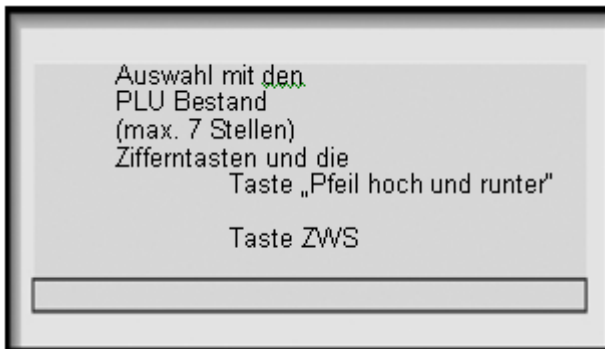 Auswahl mit den
PLU Bestand
(max. 7 Stellen)
Zifferntasten und die
Taste „Pfeil hoch und runter"
Taste ZWS